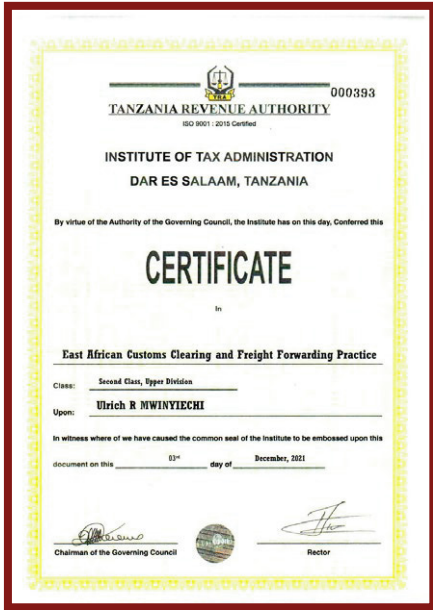 TRA
000393
TANZANIA REVENUE AUTHORITY
ISO 9001 : 2015 Certified
INSTITUTE OF TAX ADMINISTRATION
DAR ES SALAAM, TANZANIA
By virtue of the Authority of the Governing Council, the Institute has on this day, Conferred this
CERTIFICATE
In
East African Customs Clearing and Freight Forwarding Practice
Class: Second Class, Upper Division
Upon: Ulrich R MWINYIECHI
In witness where of we have caused the common seal of the Institute to be embossed upon this
document on this 03rd day of December, 2021
Chairman of the Governing Council Rector